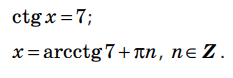 ctg x = 7;
x = arcctg 7 + πn, n ∈ Z .